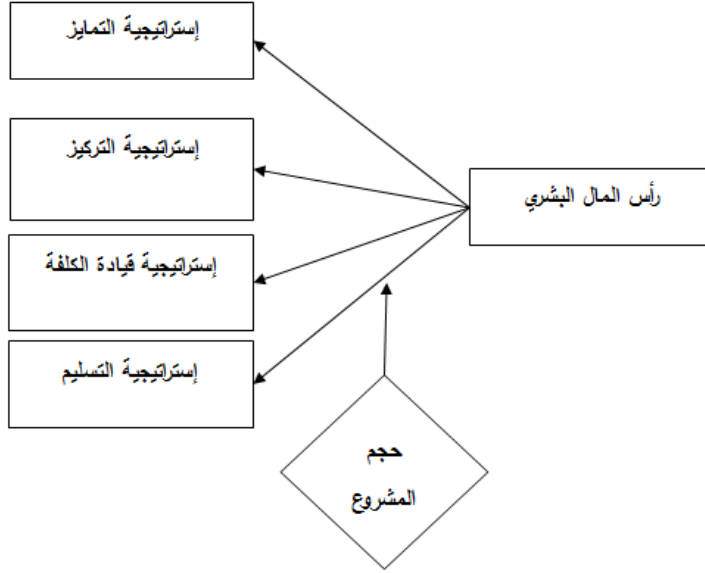 إستراتيجية التمايز
إستراتيجية التركيز
رأس المال البشري
إستراتيجية قيادة الكلفة
إستراتيجية التسليم
حجم
المشروع